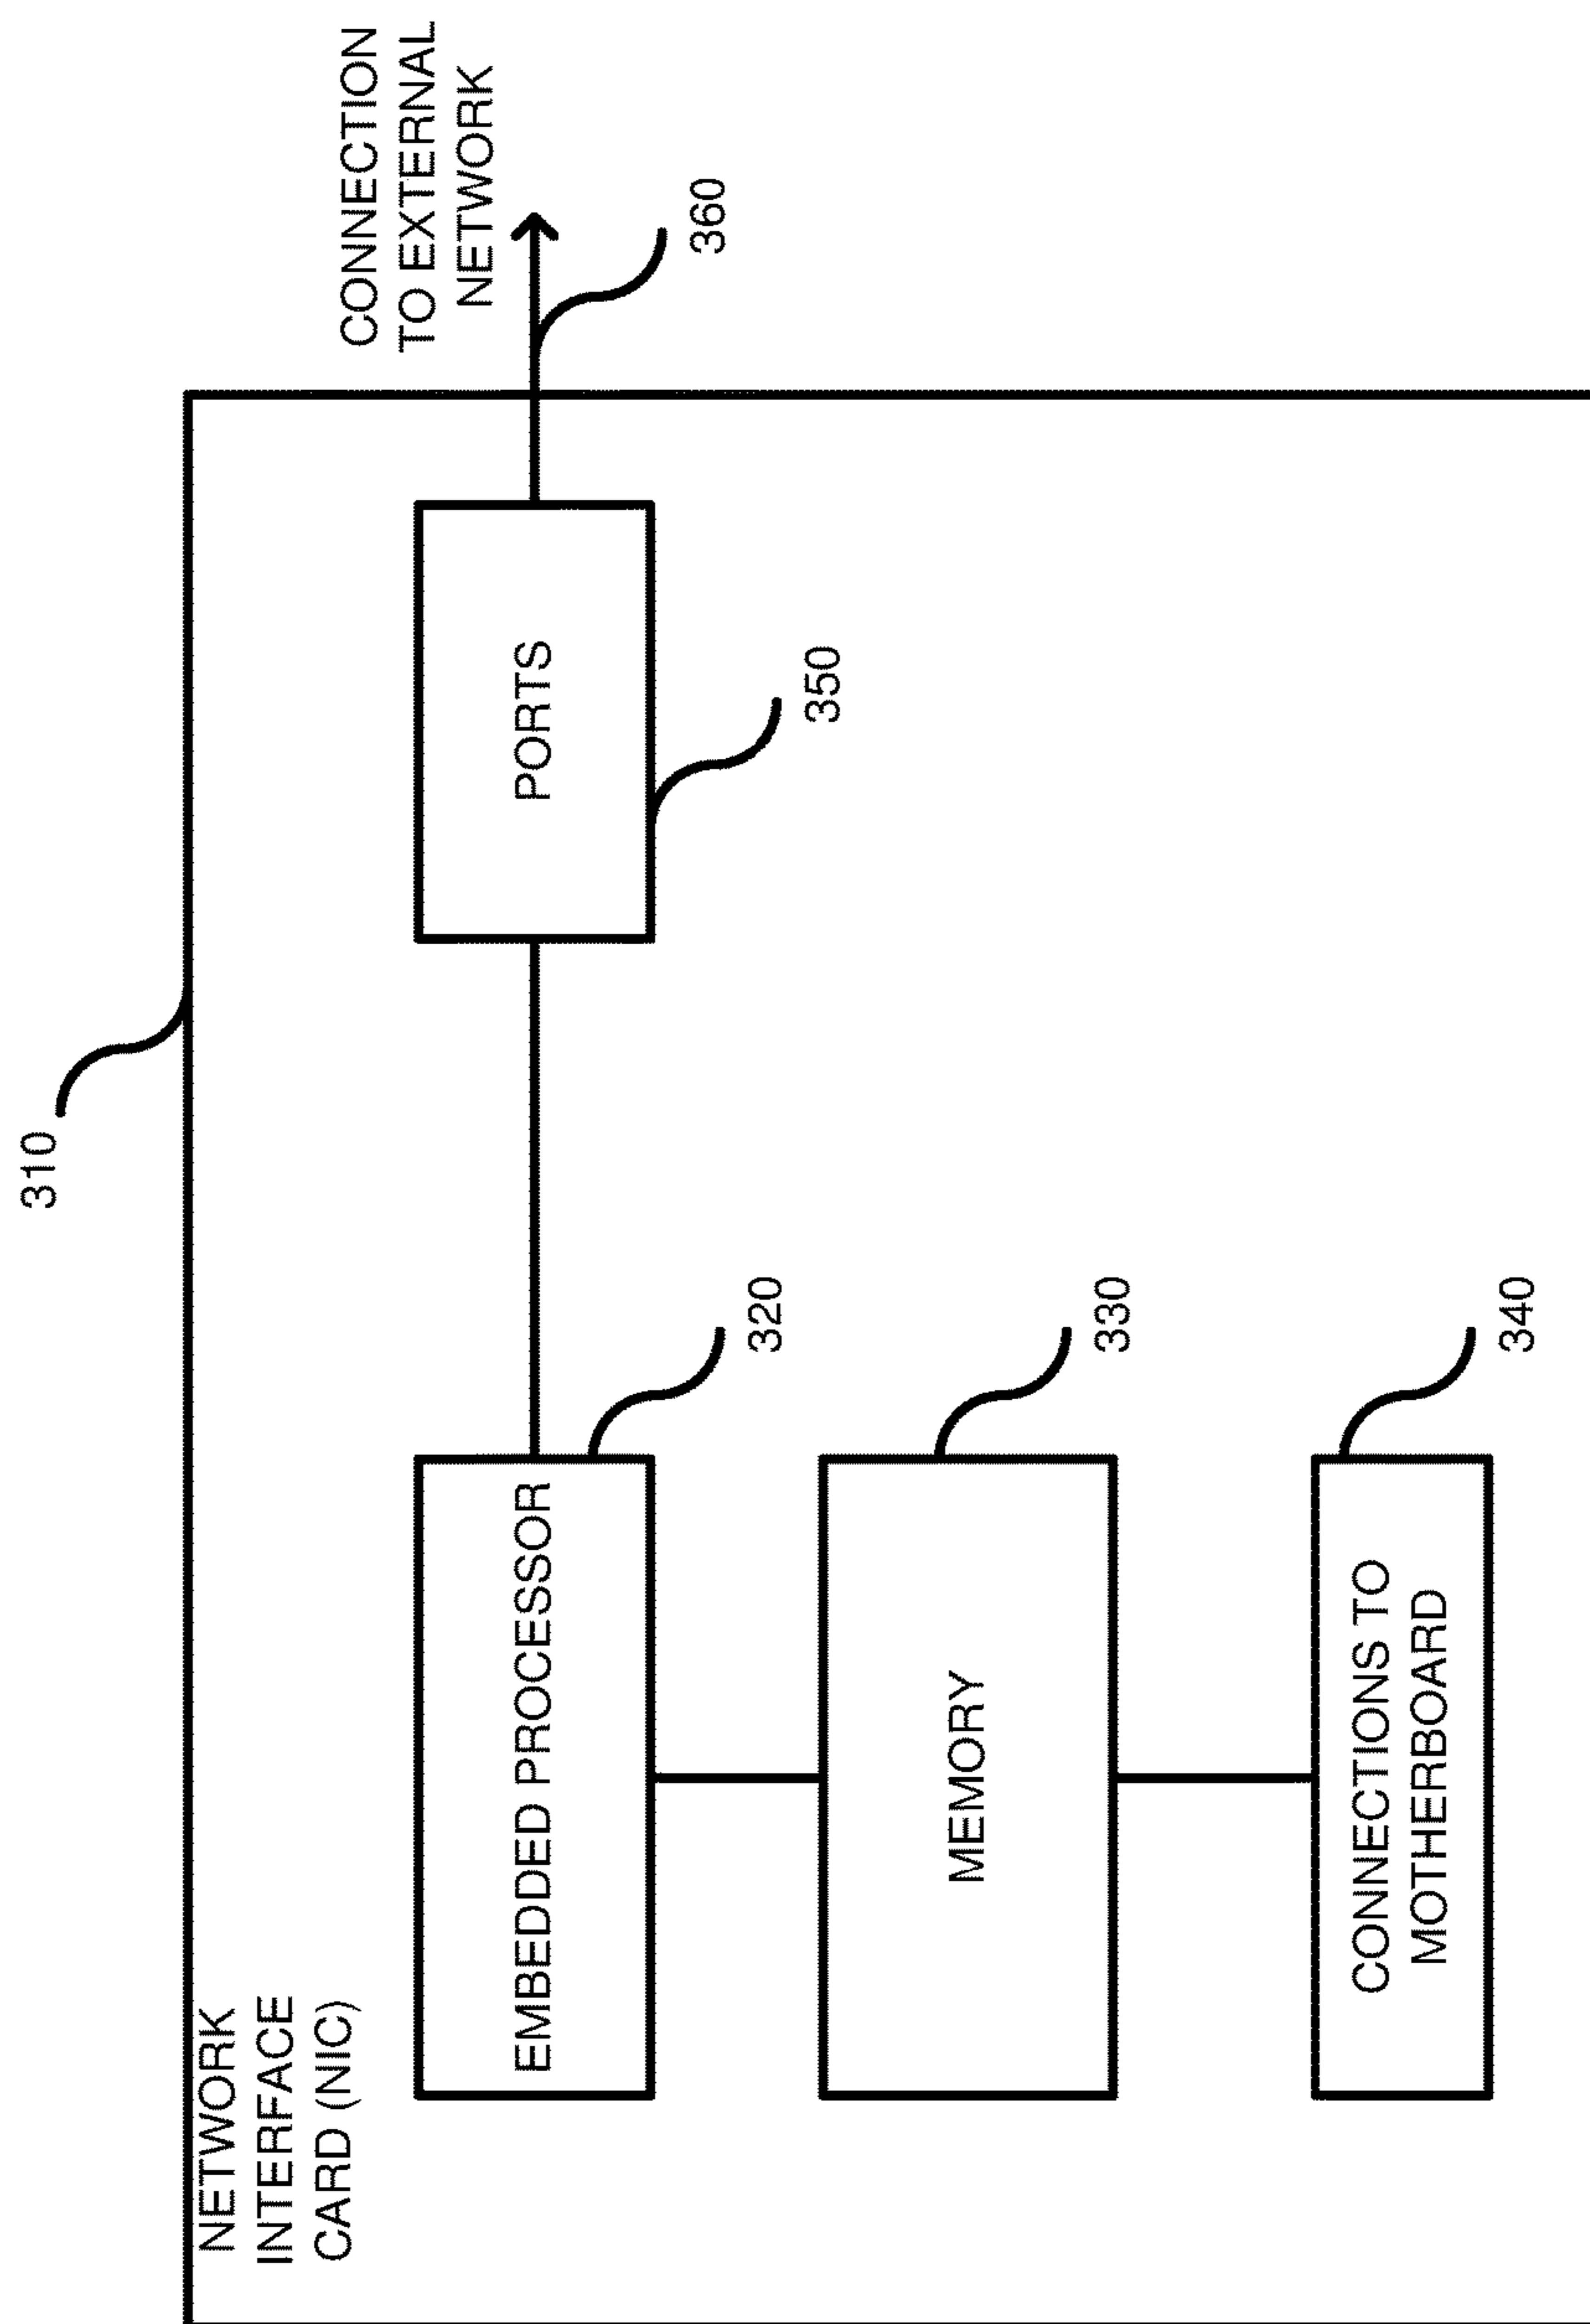 310
NETWORK
INTERFACE
CARD (NIC)
CONNECTION
TO EXTERNAL
NETWORK
EMBEDDED PROCESSOR
PORTS
360
320
350
MEMORY
330
CONNECTIONS TO
MOTHERBOARD
340